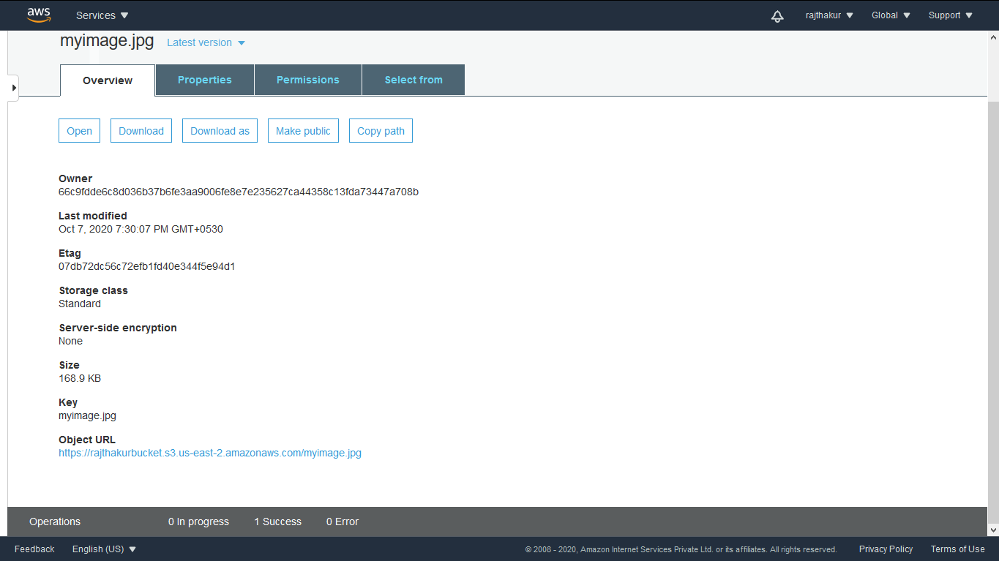 aws Services rajthakur Global Support
myimage.jpg Latest version
Overview Properties Permissions Select from
Open Download Download as Make public Copy path
Owner
66c9fdde6c8d036b37b6fe3aa9006fe8e7e235627ca44358c13fda73447a708b
Last modified
Oct 7, 2020 7:30:07 PM GMT+0530
Etag
07db72dc56c72efb1fd40e344f5e94d1
Storage class
Standard
Server-side encryption
None
Size
168.9 KB
Key
myimage.jpg
Object URL
https://rajthakurbucket.s3.us-east-2.amazonaws.com/myimage.jpg
Operations 0 In progress 1 Success 0 Error
Feedback English (US) © 2008 - 2020, Amazon Internet Services Private Ltd. or its affiliates. All rights reserved. Privacy Policy Terms of Use